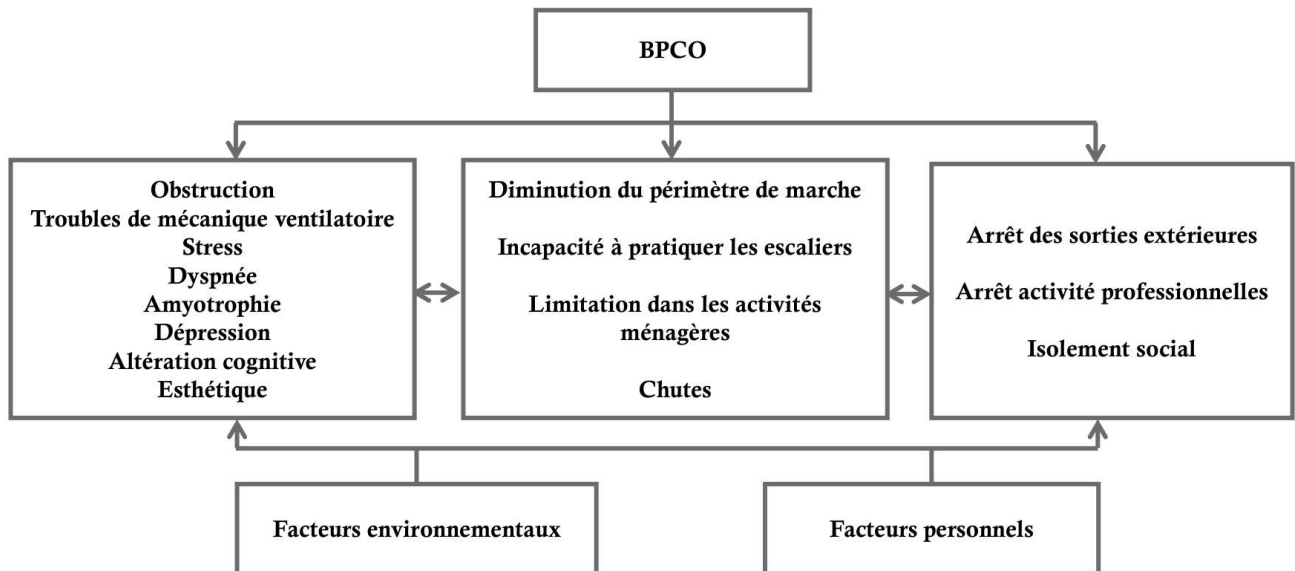 BPCO
Obstruction
Troubles de mécanique ventilatoire
Stress
Dyspnée
Amyotrophie
Dépression
Altération cognitive
Esthétique
Diminution du périmètre de marche
Incapacité à pratiquer les escaliers
Limitation dans les activités
ménagères
Chutes
Arrêt des sorties extérieures
Arrêt activité professionnelles
Isolement social
Facteurs environmentaux
Facteurs personnels